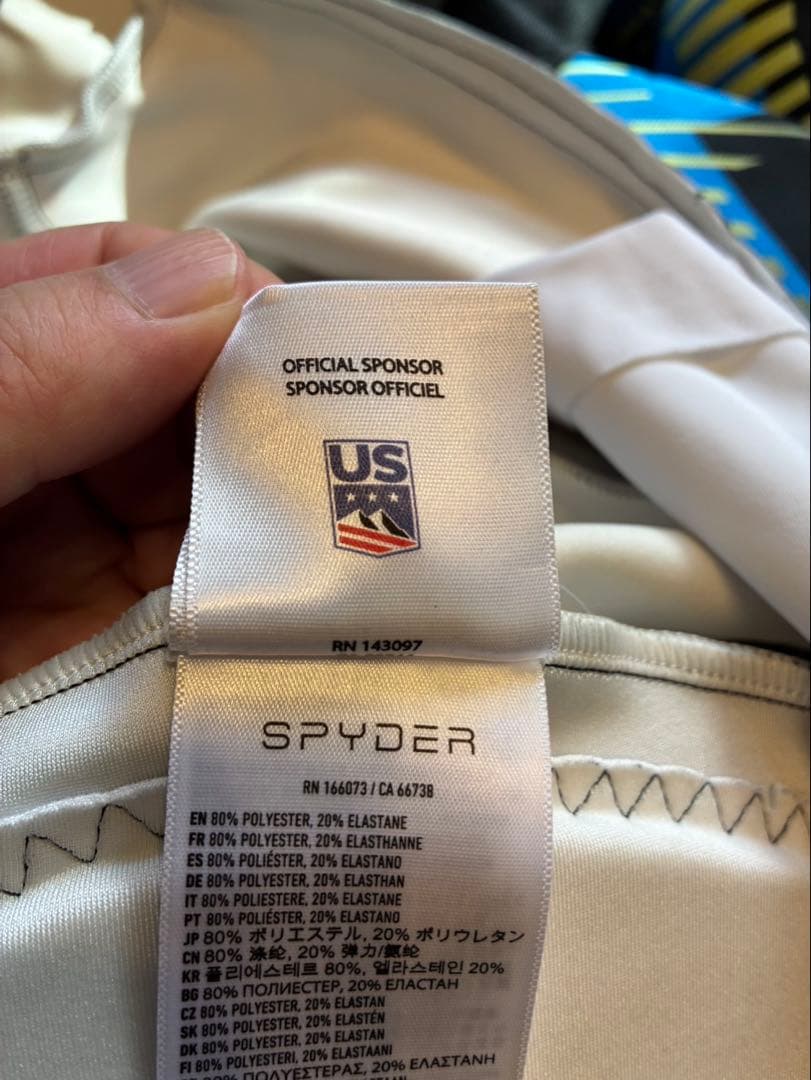 OFFICIAL SPONSOR
SPONSOR OFFICIEL
US
RN 143097
SPYDER
RN 166073 / CA 66738
EN 80% POLYESTER, 20% ELASTANE
FR 80% POLYESTER, 20% ELASTHANNE
ES 80% POLIÉSTER, 20% ELASTANO
DE 80% POLYESTER, 20% ELASTHAN
IT 80% POLIESTERE, 20% ELASTANE
PT 80% POLIÉSTER, 20% ELASTANO
JP 80% ポリエステル, 20% ポリウレタン
CN 80% 涤纶, 20% 弹力/氨纶
KR 폴리에스테르 80%, 엘라스테인 20%
BG 80% ПОЛИЕСТЕР, 20% ЕЛАСТАН
CZ 80% POLYESTER, 20% ELASTAN
SK 80% POLYESTER, 20% ELASTÉN
DK 80% POLYESTER, 20% ELASTAN
FI 80% POLYESTERI, 20% ELASTAANI
80% ΠΟΛΥΕΣΤΕΡΑΣ, 20% ΕΛΑΣΤΑΝΗ